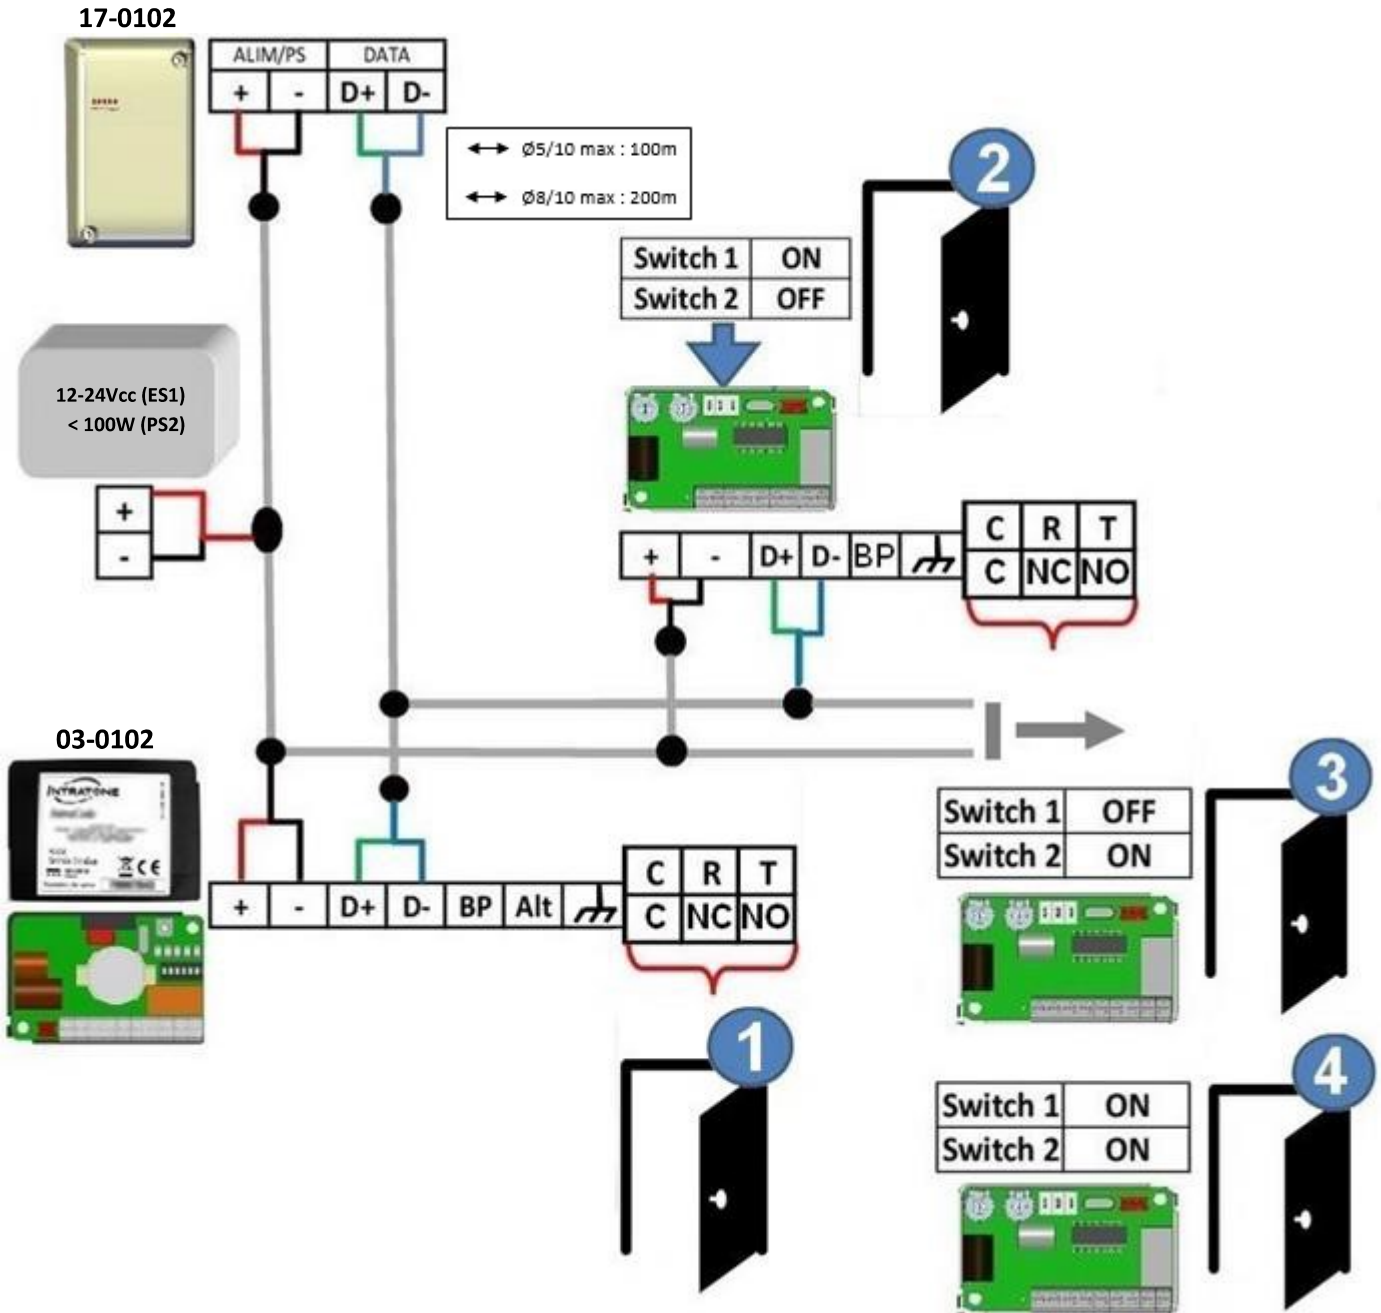 17-0102
ALIM/PS DATA
+ - D+ D-
Ø5/10 max : 100m
Ø8/10 max : 200m
2
Switch 1 ON
Switch 2 OFF
12-24Vcc (ES1)
< 100W (PS2)
+
-
C R T
+ - D+ D- BP C NC NO
03-0102
INTRATONE
CE
3
Switch 1 OFF
Switch 2 ON
C R T
+ - D+ D- BP Alt C NC NO
1
4
Switch 1 ON
Switch 2 ON